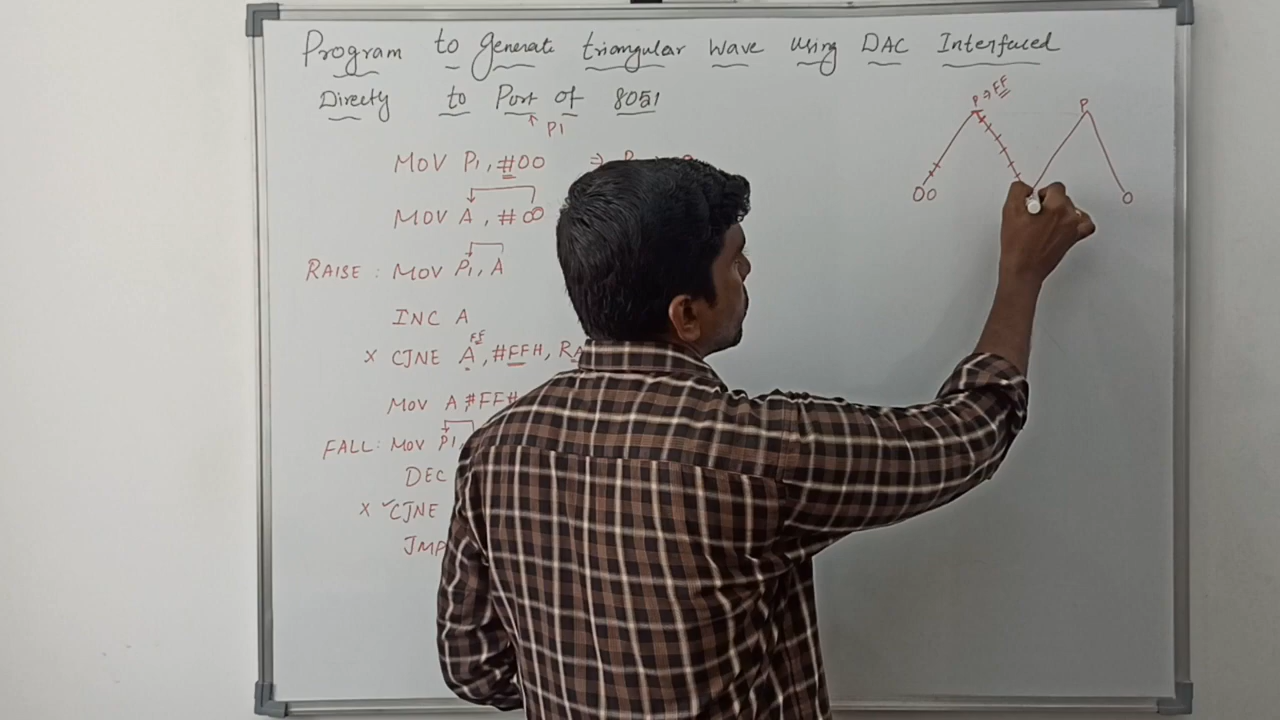 Program to Generate triangular Wave Using DAC Interfaced
Directly to Port of 8051
P1
MOV P1, #00 ⇒ P
MOV A, #00
RAISE : MOV P1, A
INC A
FF
X CJNE A, #FFH, RA
MOV A #FFH
FALL: MOV P1,
DEC
X ✓CJNE
JMP
P → FF
P
00
0